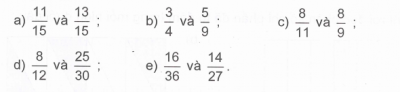 a) 11/15 và 13/15 ; b) 3/4 và 5/9 ; c) 8/11 và 8/9 ;
d) 8/12 và 25/30 ; e) 16/36 và 14/27 .